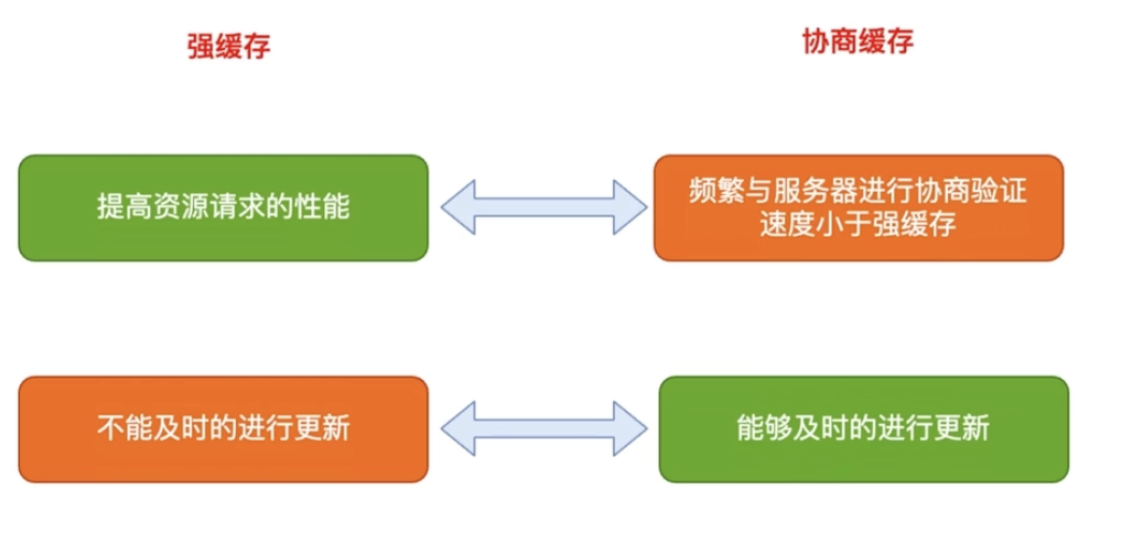 强缓存
协商缓存
提高资源请求的性能
频繁与服务器进行协商验证
速度小于强缓存
不能及时的进行更新
能够及时的进行更新